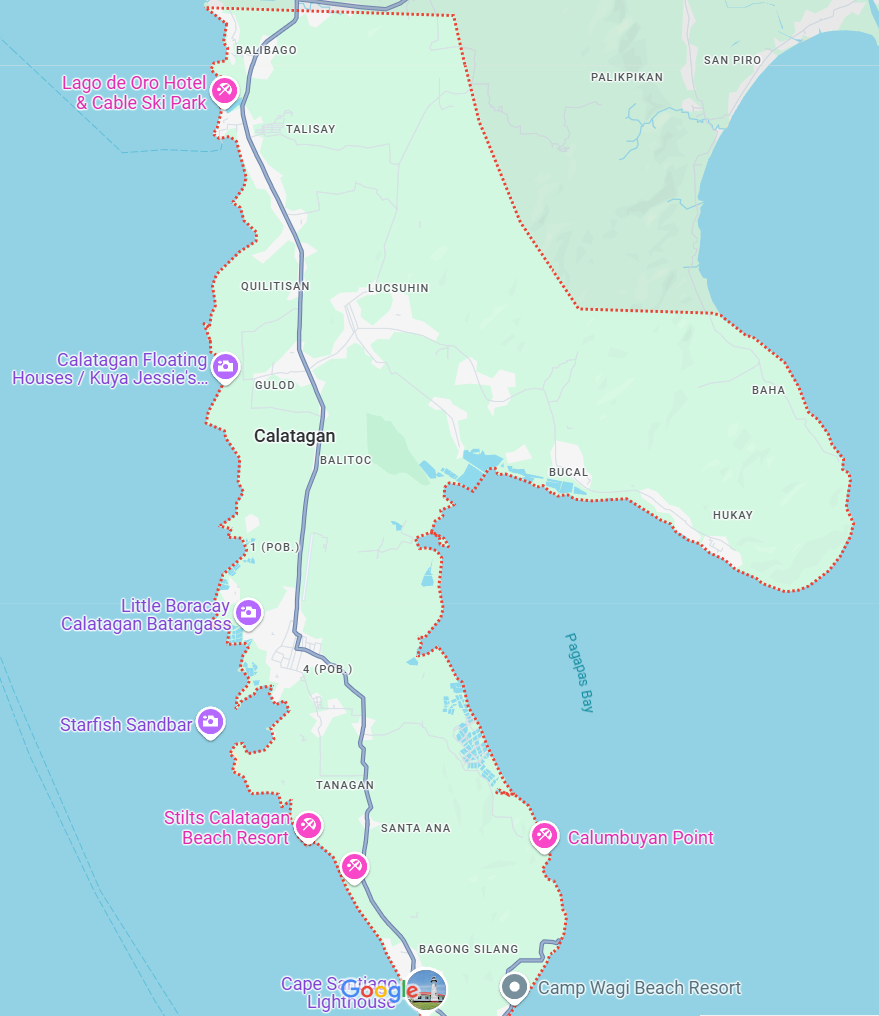 BALIBAGO
SAN PIRO
PALIKPIKAN
Lago de Oro Hotel
& Cable Ski Park
TALISAY
QUILITISAN
LUCSUHIN
Calatagan Floating
Houses / Kuya Jessie's...
GULOD
BAHA
Calatagan
BALITOC
BUCAL
HUKAY
1 (POB.)
Little Boracay
Calatagan Batangass
Pagapas Bay
4 (POB.)
Starfish Sandbar
TANAGAN
Stilts Calatagan
Beach Resort
SANTA ANA
Calumbuyan Point
BAGONG SILANG
Cape Santiago
Lighthouse
Google
Camp Wagi Beach Resort